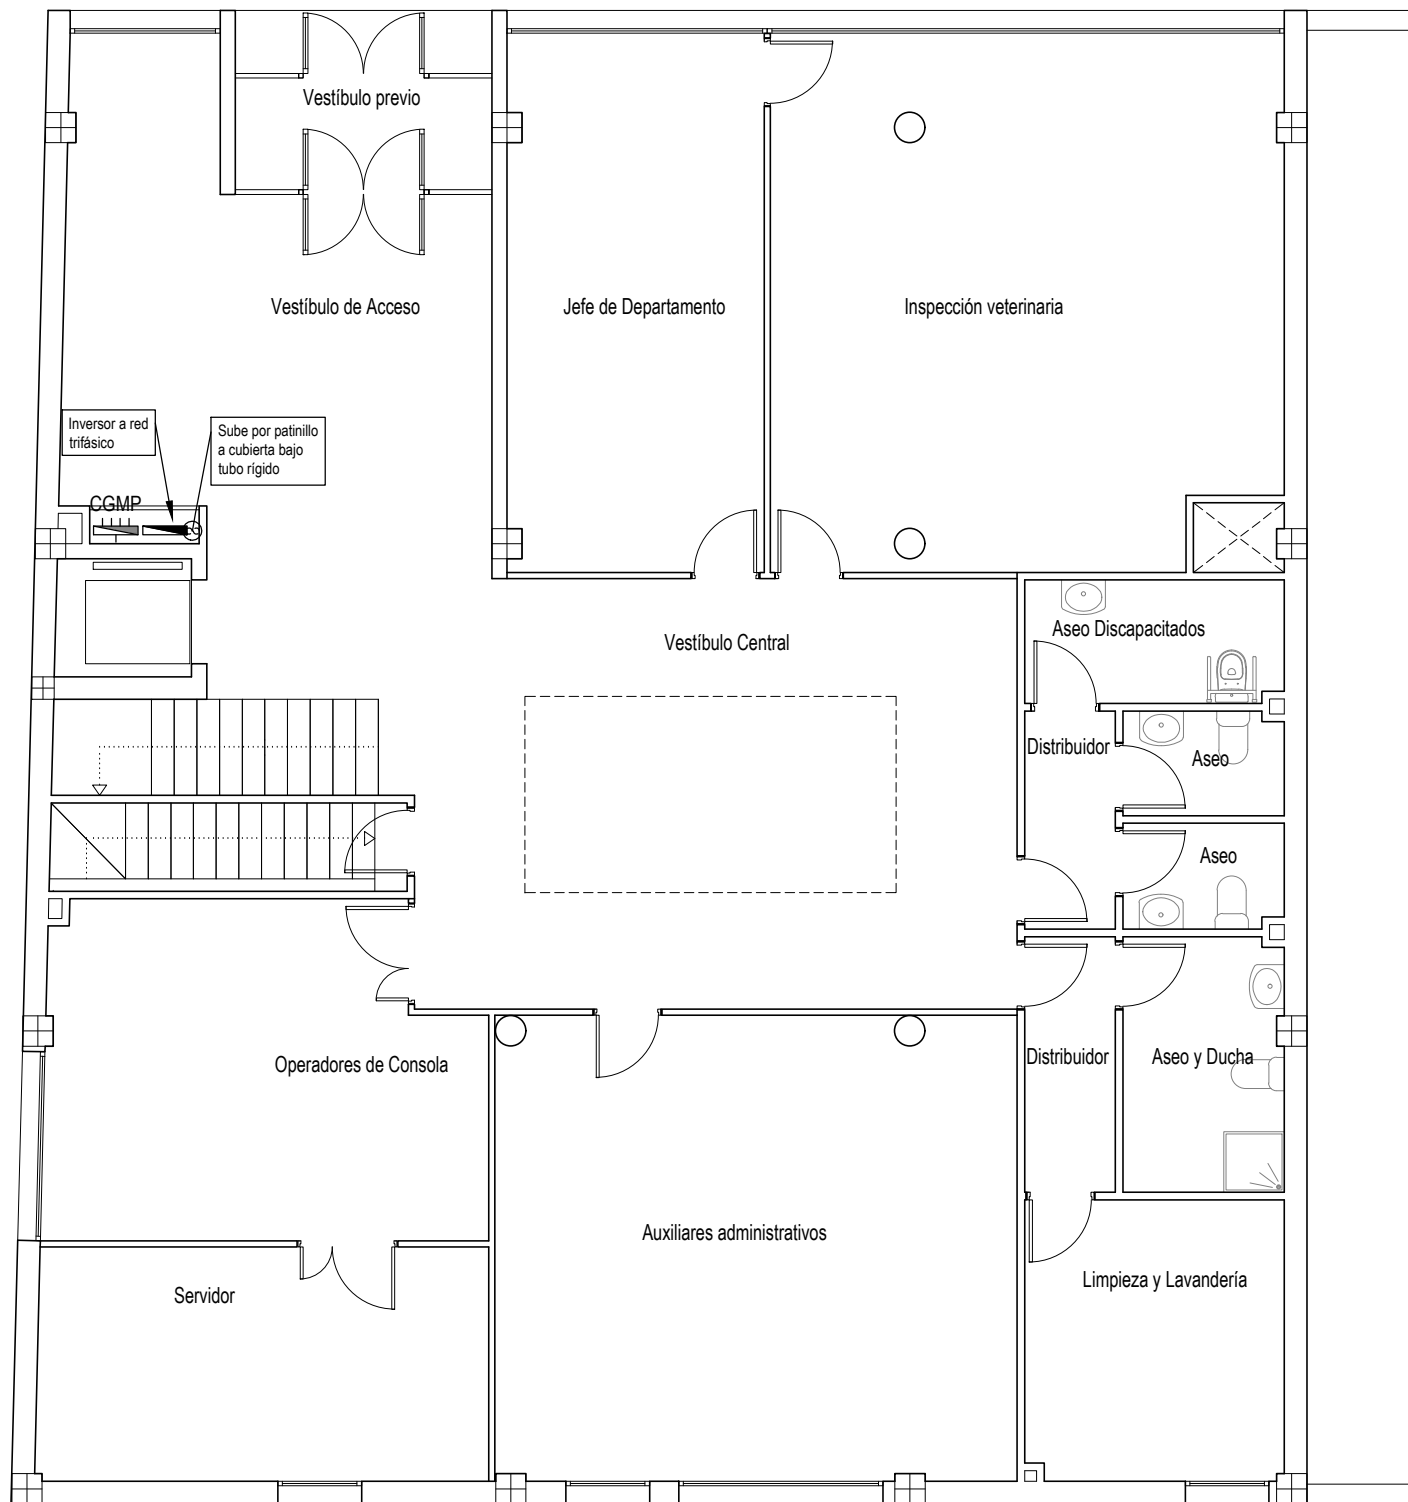 Vestíbulo previo
Vestíbulo de Acceso
Jefe de Departamento
Inspección veterinaria
Inversor a red
trifásico
Sube por patinillo
a cubierta bajo
tubo rígido
CGMP
Vestíbulo Central
Aseo Discapacitados
Distribuidor
Aseo
Aseo
Operadores de Consola
Distribuidor
Aseo y Ducha
Auxiliares administrativos
Limpieza y Lavandería
Servidor